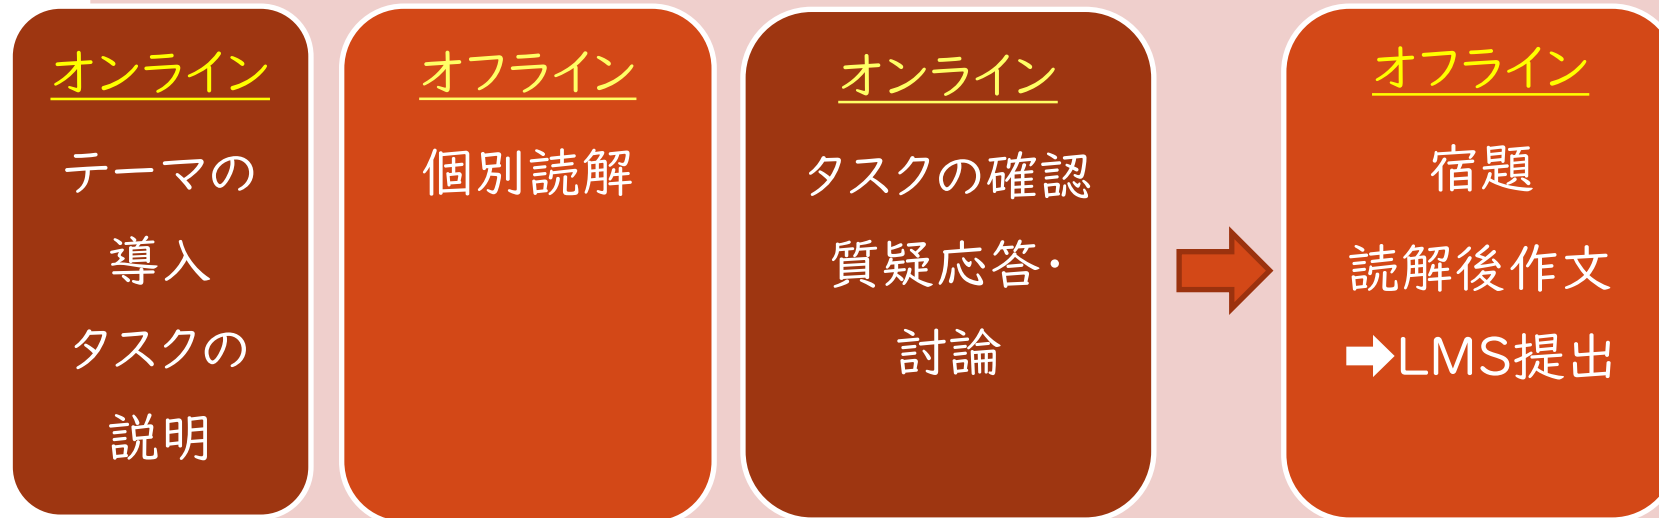 オンライン
テーマの
導入
タスクの
説明
オフライン
個別読解
オンライン
タスクの確認
質疑応答・
討論
オフライン
宿題
読解後作文
➡LMS提出